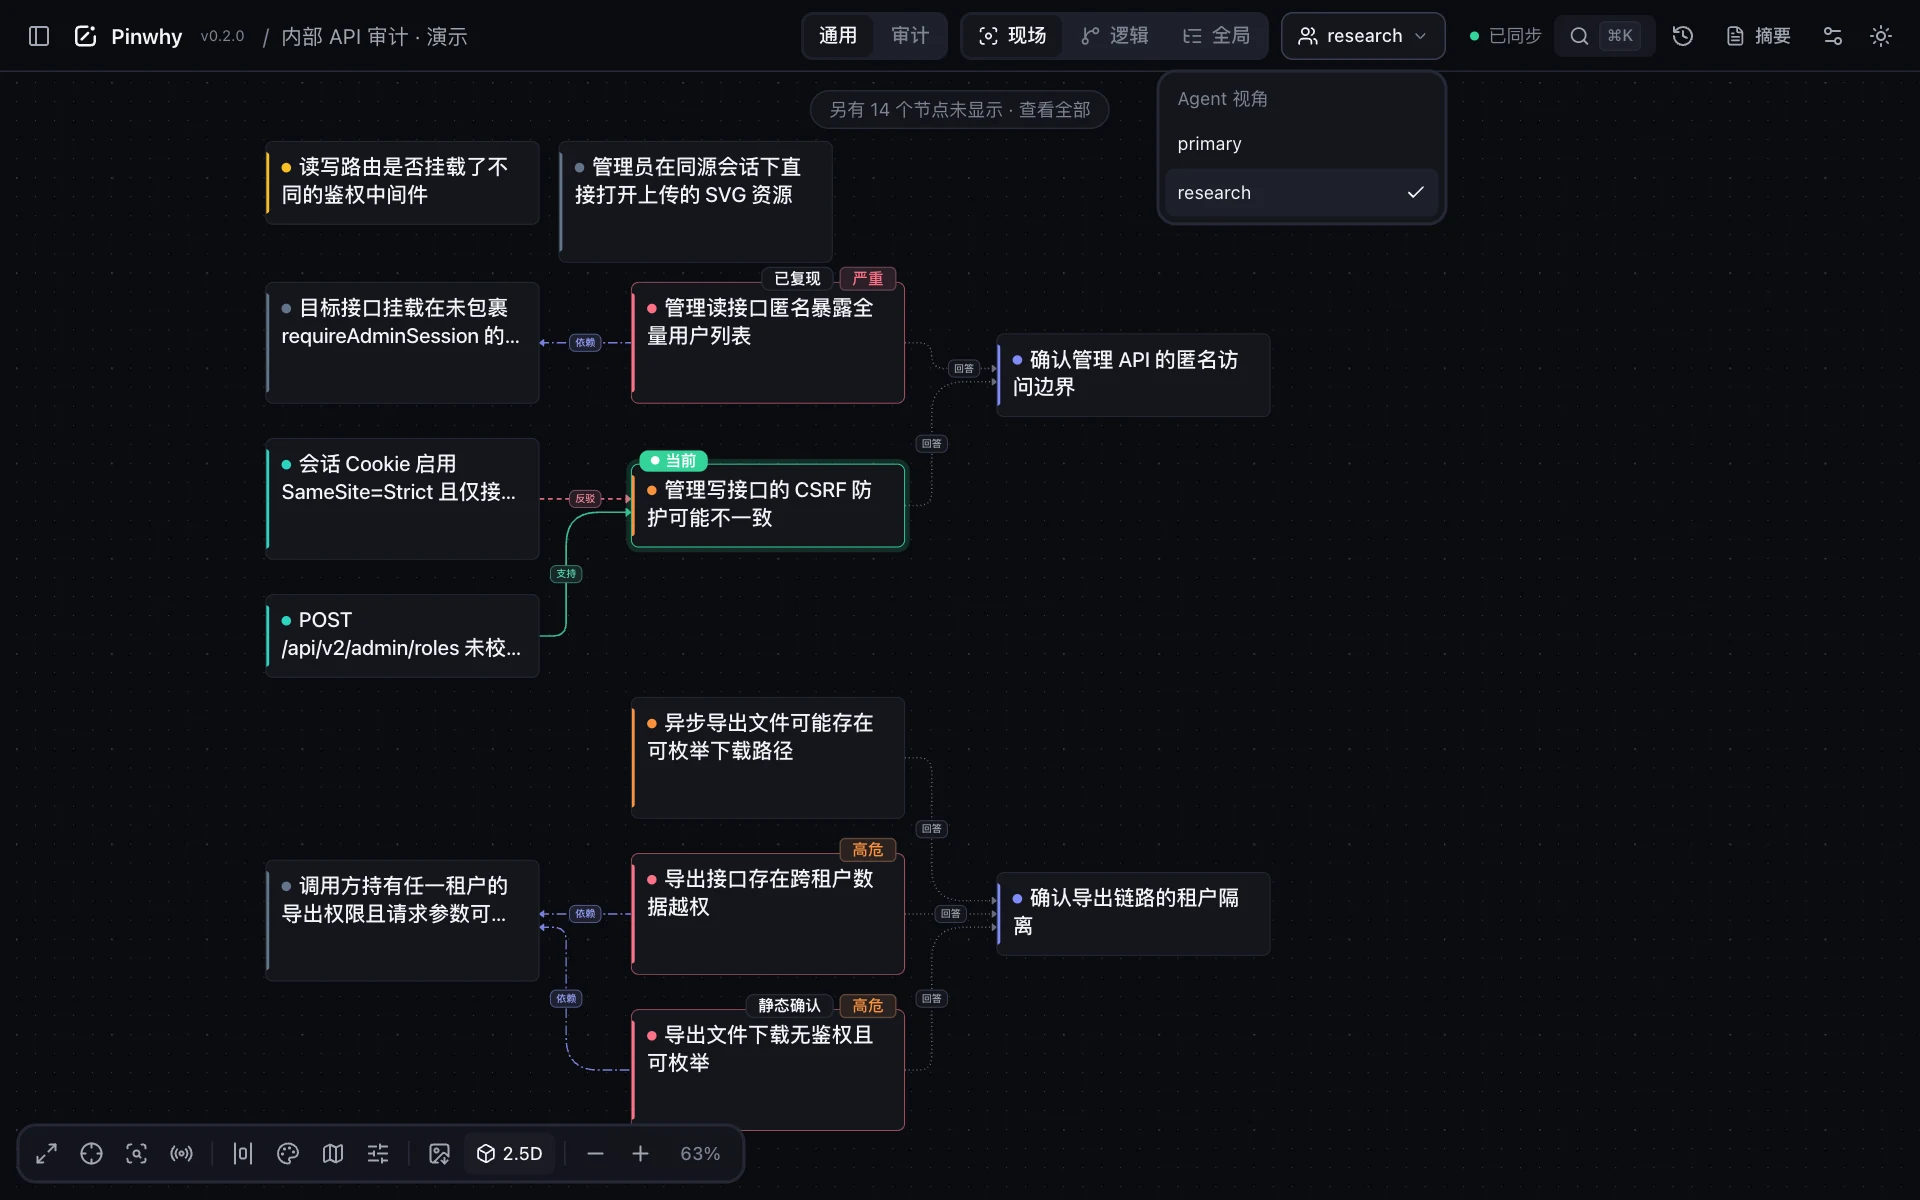 Pinwhy v0.2.0 / 内部 API 审计 · 演示
通用 审计
现场 逻辑 全局
research
已同步
⌘K
摘要
另有 14 个节点未显示 · 查看全部
Agent 视角
primary
research
读写路由是否挂载了不
同的鉴权中间件
管理员在同源会话下直
接打开上传的 SVG 资源
目标接口挂载在未包裹
requireAdminSession 的...
依赖
已复现 严重
管理读接口匿名暴露全
量用户列表
回答
确认管理 API 的匿名访
问边界
回答
会话 Cookie 启用
SameSite=Strict 且仅接...
反驳
当前
管理写接口的 CSRF 防
护可能不一致
支持
POST
/api/v2/admin/roles 未校...
异步导出文件可能存在
可枚举下载路径
回答
调用方持有任一租户的
导出权限且请求参数可...
依赖
高危
导出接口存在跨租户数
据越权
回答
确认导出链路的租户隔
离
依赖
静态确认 高危
导出文件下载无鉴权且
可枚举
回答
2.5D
63%